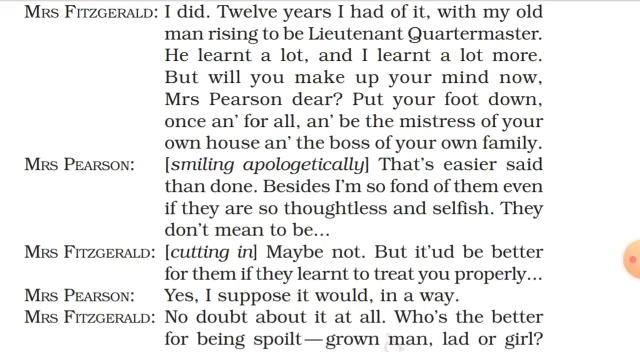 MRS FITZGERALD: I did. Twelve years I had of it, with my old
man rising to be Lieutenant Quartermaster.
He learnt a lot, and I learnt a lot more.
But will you make up your mind now,
Mrs Pearson dear? Put your foot down,
once an' for all, an' be the mistress of your
own house an' the boss of your own family.
MRS PEARSON: [smiling apologetically] That's easier said
than done. Besides I'm so fond of them even
if they are so thoughtless and selfish. They
don't mean to be...
MRS FITZGERALD: [cutting in] Maybe not. But it'ud be better
for them if they learnt to treat you properly...
MRS PEARSON: Yes, I suppose it would, in a way.
MRS FITZGERALD: No doubt about it at all. Who's the better
for being spoilt—grown man, lad or girl?